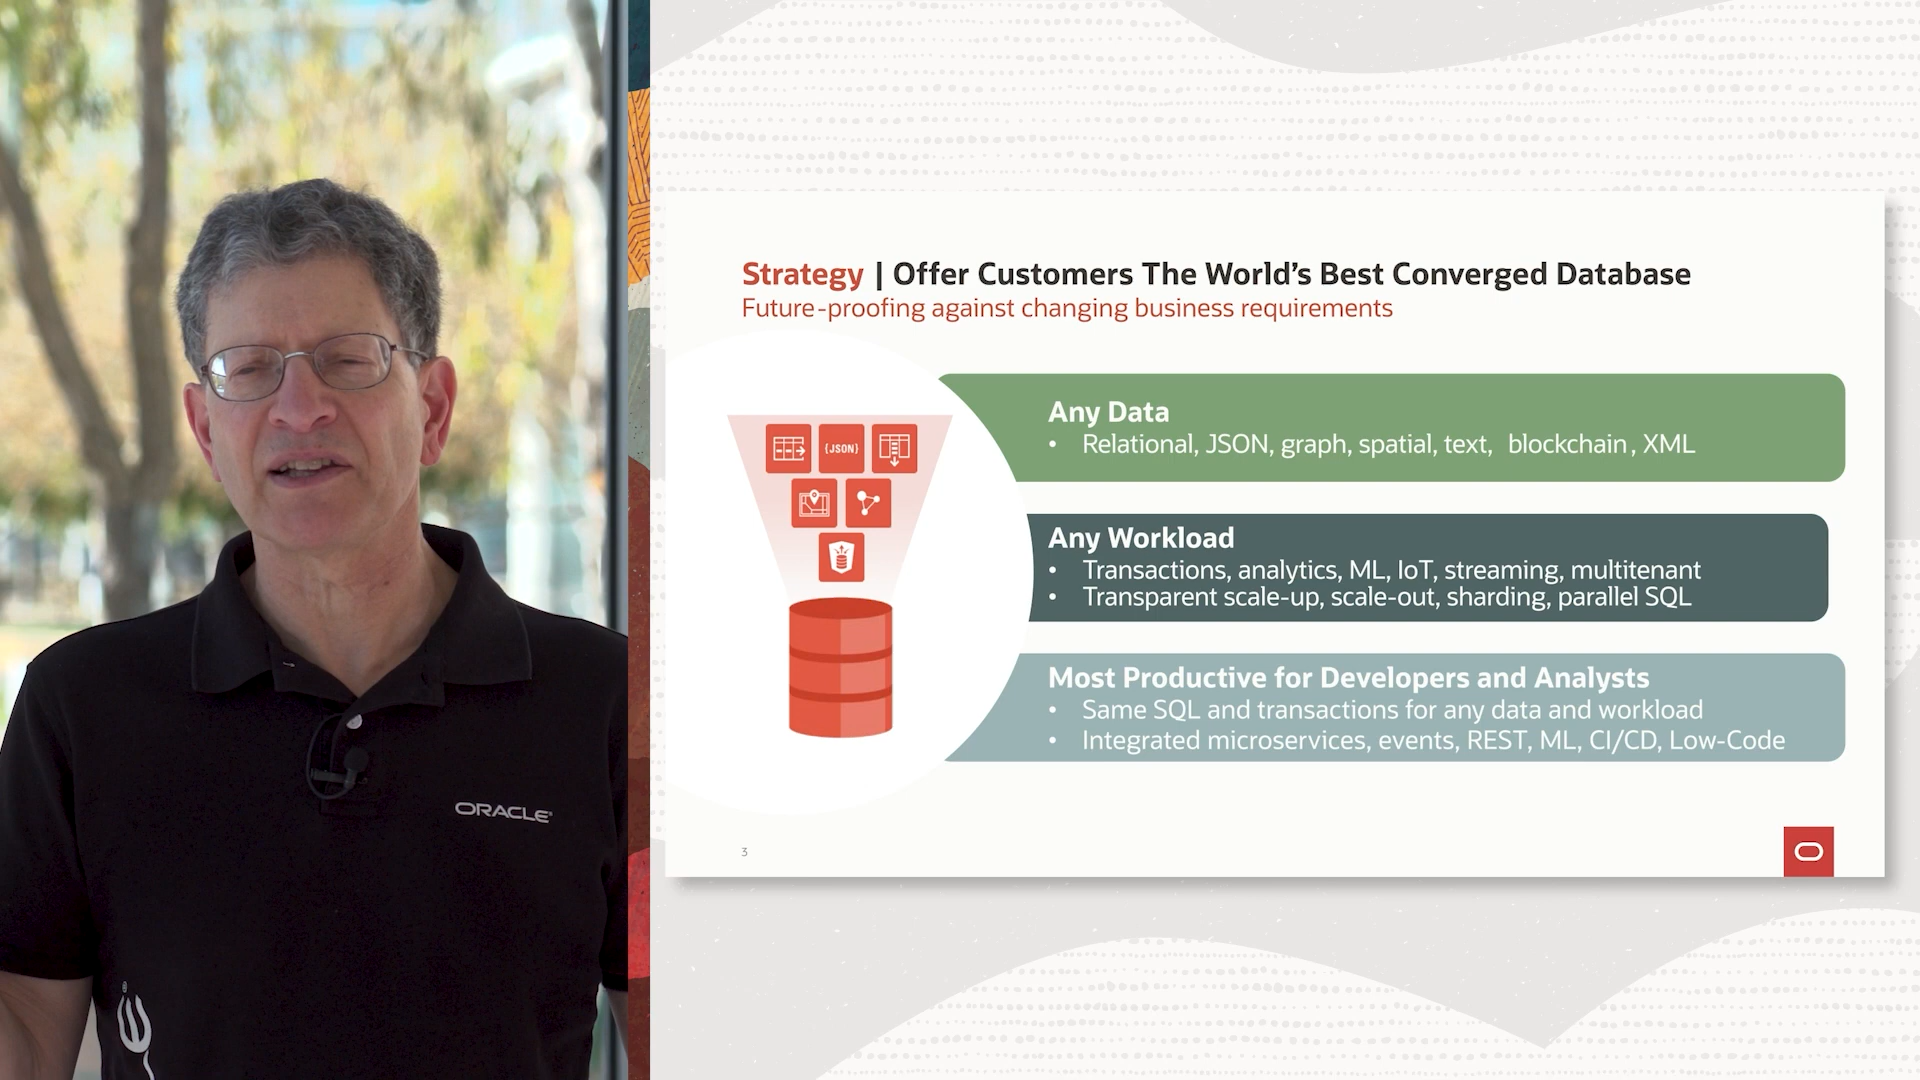 Strategy | Offer Customers The World's Best Converged Database
Future-proofing against changing business requirements
{JSON}
Any Data
• Relational, JSON, graph, spatial, text, blockchain, XML
Any Workload
• Transactions, analytics, ML, IoT, streaming, multitenant
• Transparent scale-up, scale-out, sharding, parallel SQL
Most Productive for Developers and Analysts
• Same SQL and transactions for any data and workload
• Integrated microservices, events, REST, ML, CI/CD, Low-Code
3
ORACLE